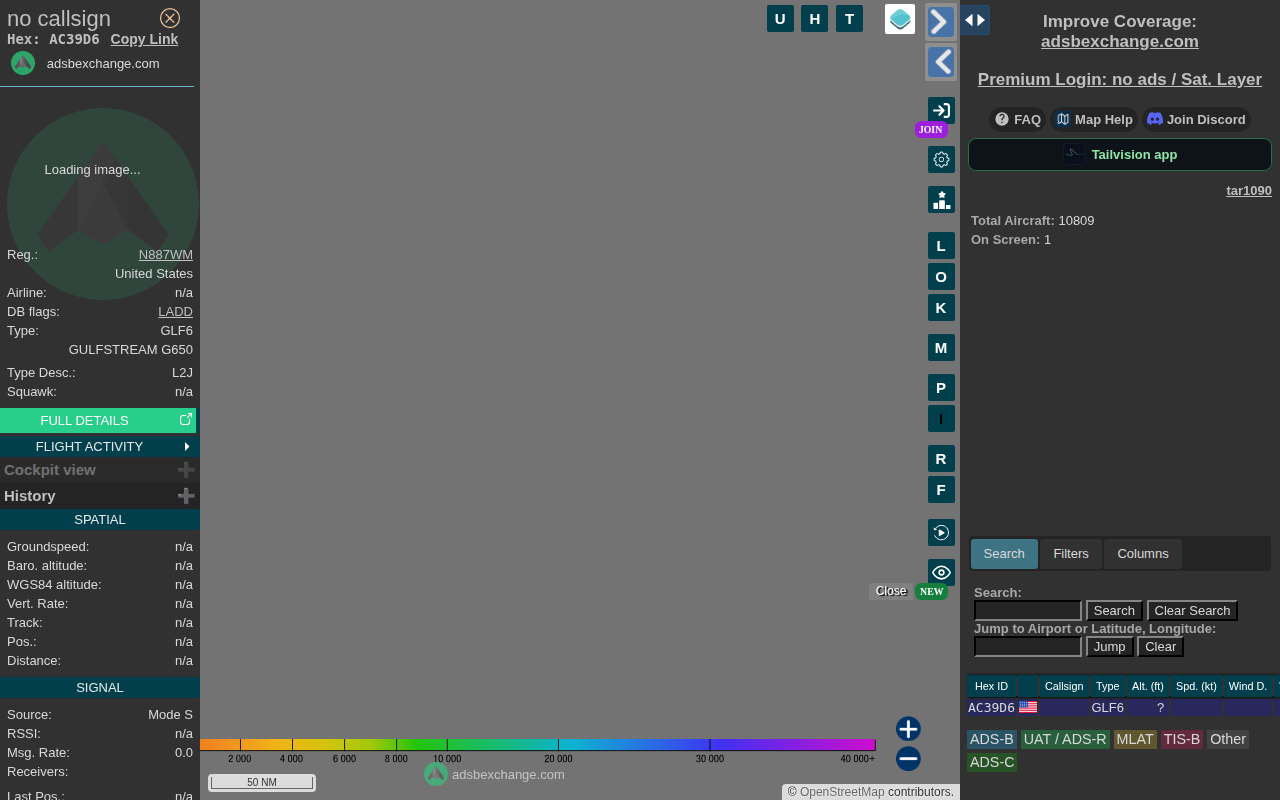 no callsign
Hex: AC39D6 Copy Link
adsbexchange.com
Loading image...
Reg.: N887WM
United States
Airline: n/a
DB flags: LADD
Type: GLF6
GULFSTREAM G650
Type Desc.: L2J
Squawk: n/a
FULL DETAILS
FLIGHT ACTIVITY
Cockpit view
History
SPATIAL
Groundspeed: n/a
Baro. altitude: n/a
WGS84 altitude: n/a
Vert. Rate: n/a
Track: n/a
Pos.: n/a
Distance: n/a
SIGNAL
Source: Mode S
RSSI: n/a
Msg. Rate: 0.0
Receivers:
Last Pos.: n/a
U H T
JOIN
L
O
K
M
P
I
R
F
Close NEW
2 000 4 000 6 000 8 000 10 000 20 000 30 000 40 000+
50 NM
adsbexchange.com
© OpenStreetMap contributors.
Improve Coverage:
adsbexchange.com
Premium Login: no ads / Sat. Layer
FAQ Map Help Join Discord
Tailvision app
tar1090
Total Aircraft: 10809
On Screen: 1
Search Filters Columns
Search:
Search Clear Search
Jump to Airport or Latitude, Longitude:
Jump Clear
Hex ID Callsign Type Alt. (ft) Spd. (kt) Wind D.
AC39D6 GLF6 ?
ADS-B UAT / ADS-R MLAT TIS-B Other
ADS-C